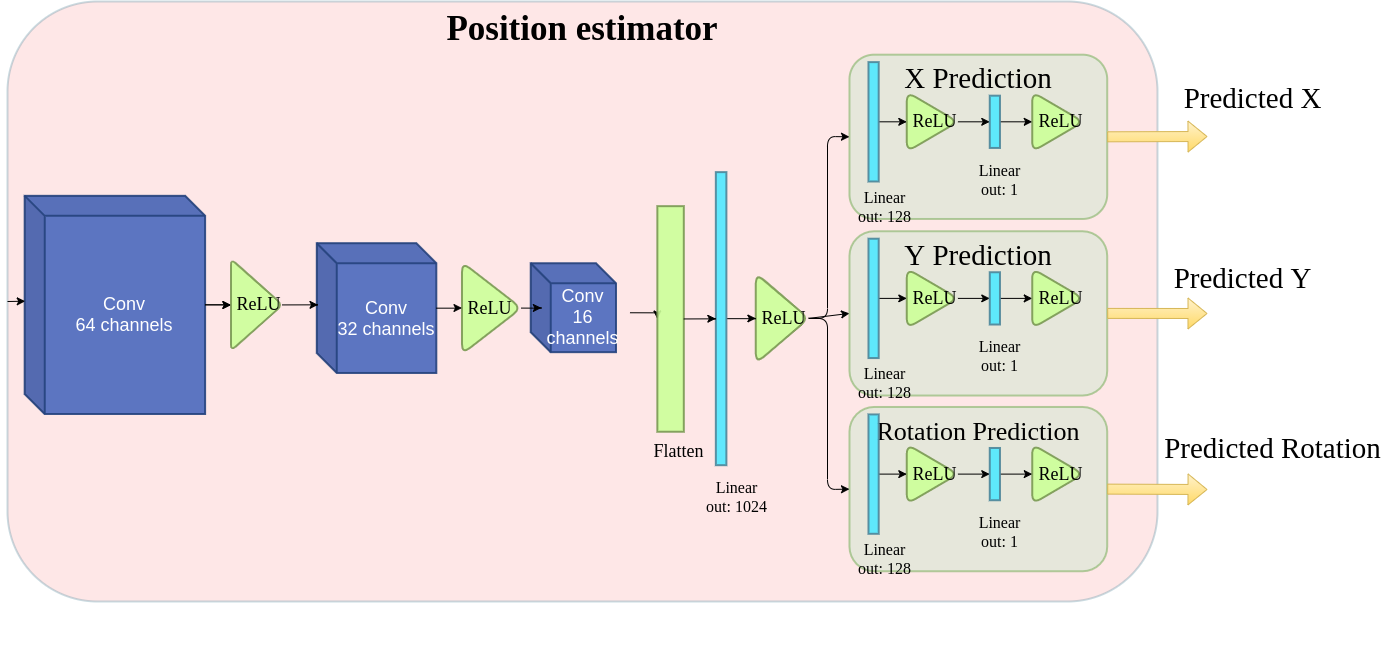 Position estimator
Conv
64 channels
ReLU
Conv
32 channels
ReLU
Conv
16
channels
Flatten
Linear
out: 1024
ReLU
X Prediction
Linear
out: 128
ReLU
Linear
out: 1
ReLU
Predicted X
Y Prediction
Linear
out: 128
ReLU
Linear
out: 1
ReLU
Predicted Y
Rotation Prediction
Linear
out: 128
ReLU
Linear
out: 1
ReLU
Predicted Rotation